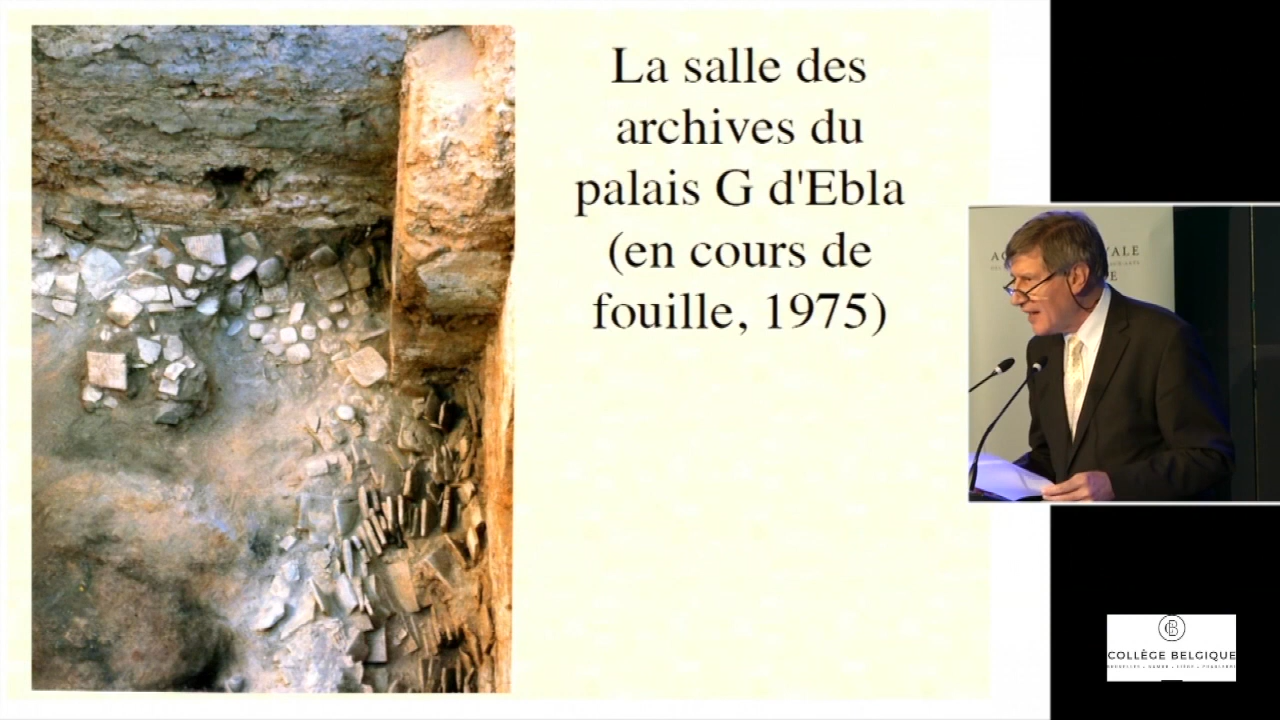 La salle des
archives du
palais G d'Ebla
(en cours de
fouille, 1975)
COLLÈGE BELGIQUE